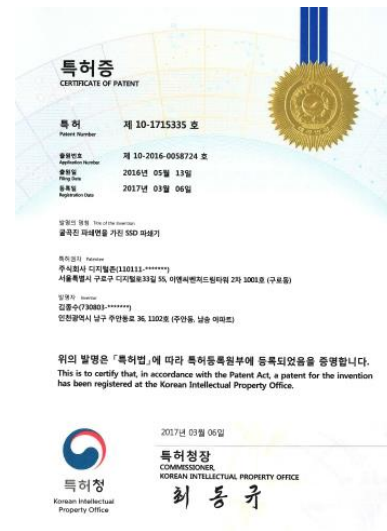 특허증
CERTIFICATE OF PATENT
특 허 제 10-1715335 호
Patent Number
출원번호 제 10-2016-0058724 호
Application Number
출원일 2016년 05월 13일
Filing Date
등록일 2017년 03월 06일
Registration Date
발명의 명칭 Title of the Invention
굴곡진 파쇄면을 가진 SSD 파쇄기
특허권자 Patentee
주식회사 디지털존(110111-*******)
서울특별시 구로구 디지털로33길 55, 이앤씨벤처드림타워 2차 1001호 (구로동)
발명자 Inventor
김종수(730803-*******)
인천광역시 남구 주안동로 36, 1102호 (주안동, 남송 아파트)
위의 발명은 「특허법」에 따라 특허등록원부에 등록되었음을 증명합니다.
This is to certify that, in accordance with the Patent Act, a patent for the invention
has been registered at the Korean Intellectual Property Office.
2017년 03월 06일
특허청장
COMMISSIONER,
KOREAN INTELLECTUAL PROPERTY OFFICE
최 동 규
특허청
Korean Intellectual
Property Office